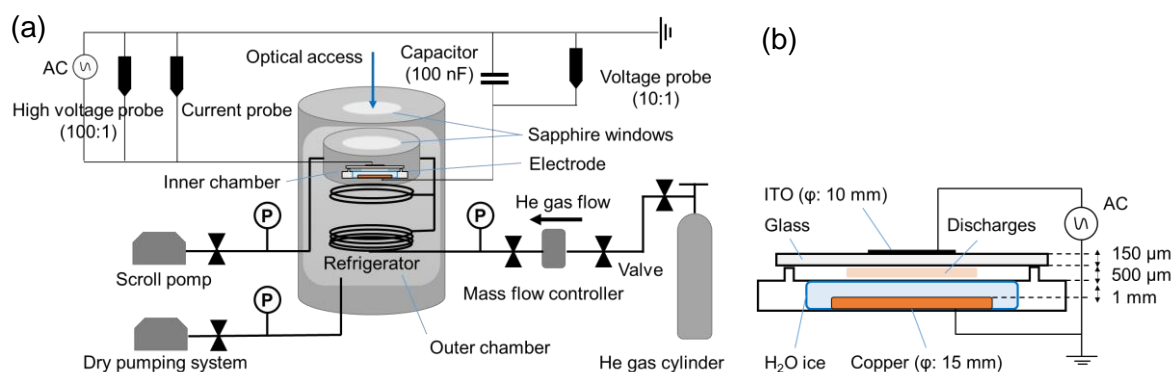 (a)
AC
High voltage probe
(100:1)
Current probe
Optical access
Capacitor
(100 nF)
Voltage probe
(10:1)
Sapphire windows
Electrode
Inner chamber
He gas flow
P
P
P
Refrigerator
Scroll pump
Valve
Mass flow controller
Dry pumping system
Outer chamber
He gas cylinder
(b)
ITO (φ: 10 mm)
AC
Glass
Discharges
150 μm
500 μm
1 mm
H₂O ice
Copper (φ: 15 mm)